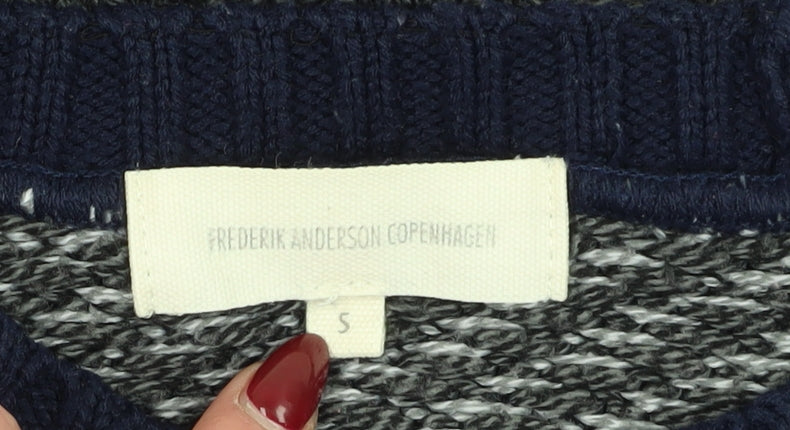 FREDERIK ANDERSON COPENHAGEN
S